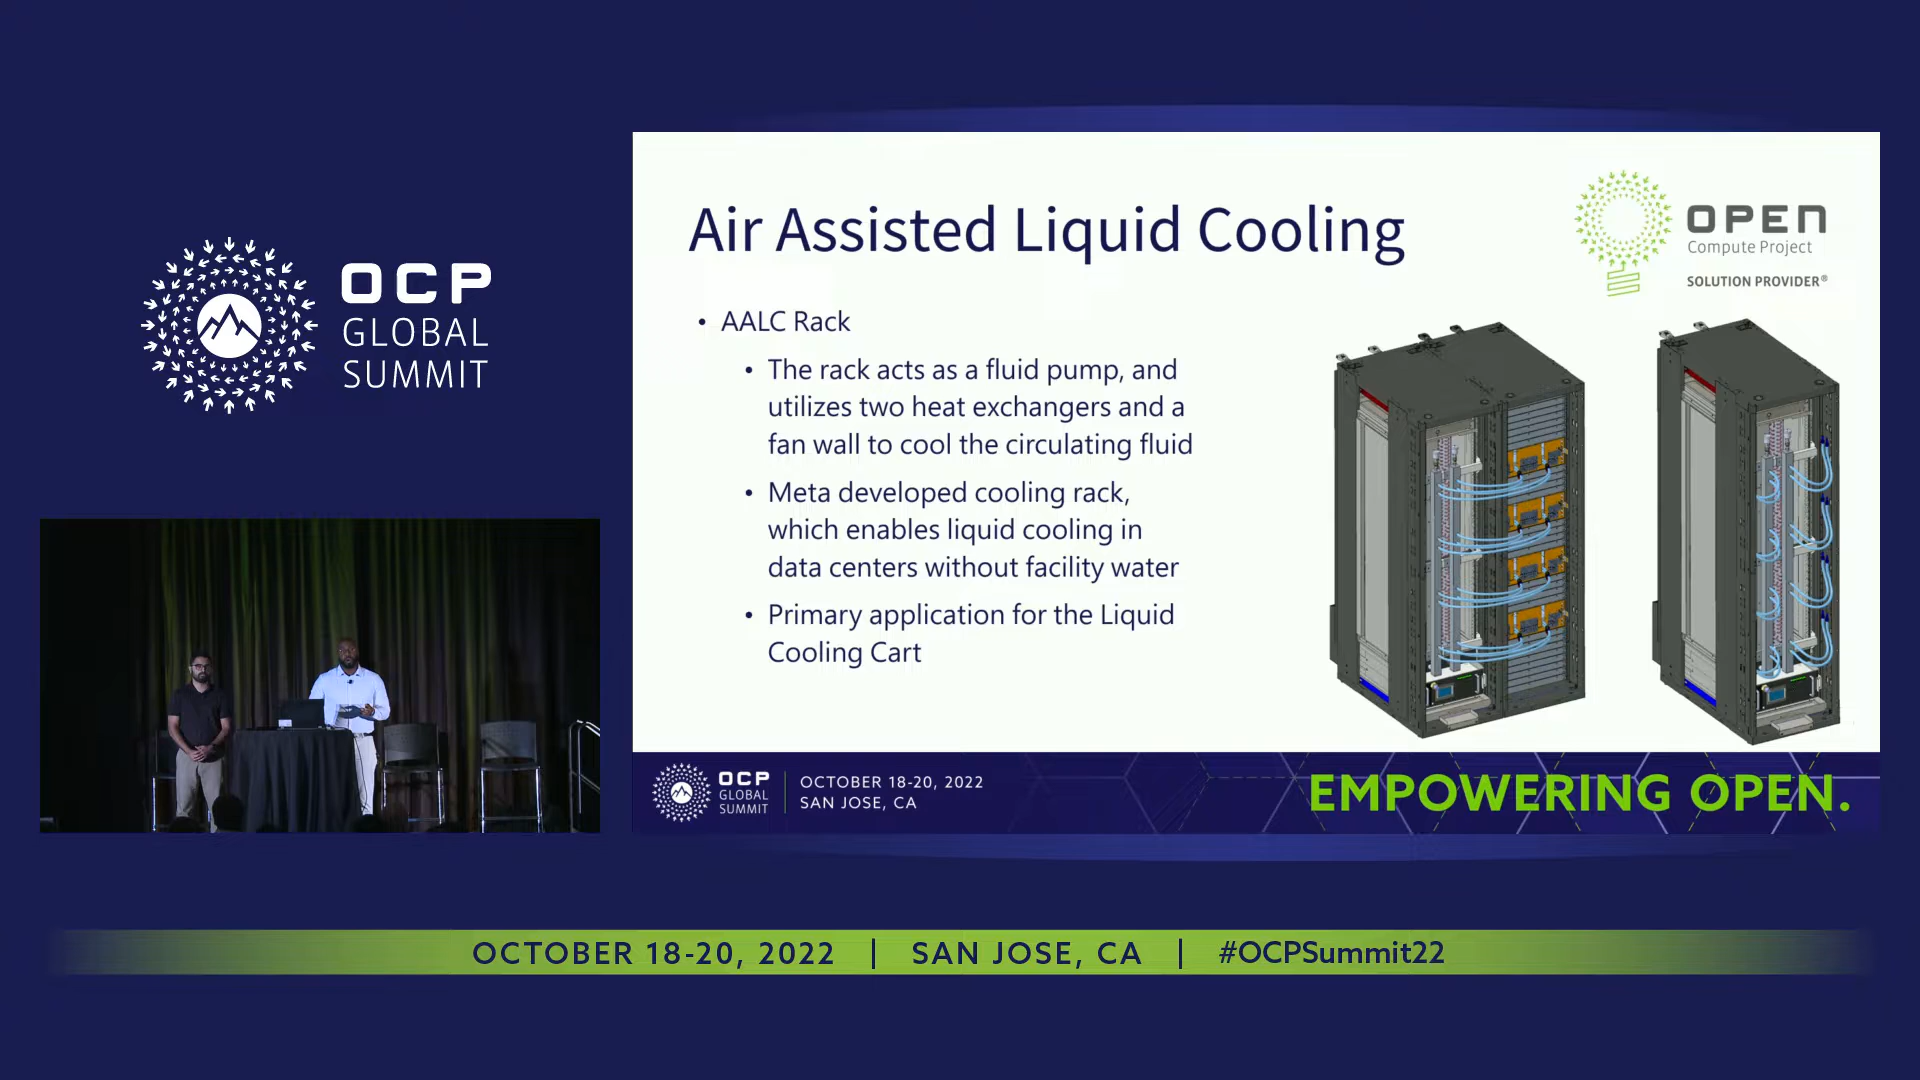 OCP
GLOBAL
SUMMIT
Air Assisted Liquid Cooling
OPEN
Compute Project
SOLUTION PROVIDER®
• AALC Rack
• The rack acts as a fluid pump, and
utilizes two heat exchangers and a
fan wall to cool the circulating fluid
• Meta developed cooling rack,
which enables liquid cooling in
data centers without facility water
• Primary application for the Liquid
Cooling Cart
OCP
GLOBAL
SUMMIT
OCTOBER 18-20, 2022
SAN JOSE, CA
EMPOWERING OPEN.
OCTOBER 18-20, 2022 | SAN JOSE, CA | #OCPSummit22